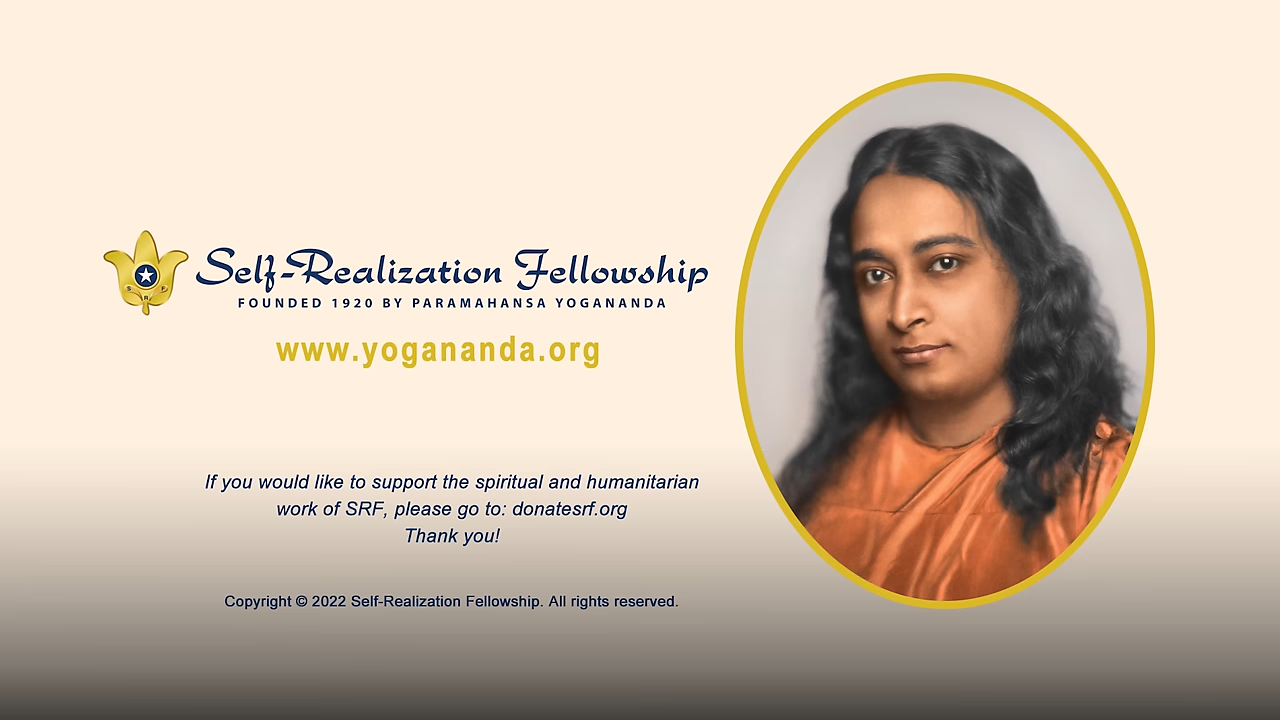 Self-Realization Fellowship
FOUNDED 1920 BY PARAMAHANSA YOGANANDA
S R F
www.yogananda.org
If you would like to support the spiritual and humanitarian
work of SRF, please go to: donatesrf.org
Thank you!
Copyright © 2022 Self-Realization Fellowship. All rights reserved.